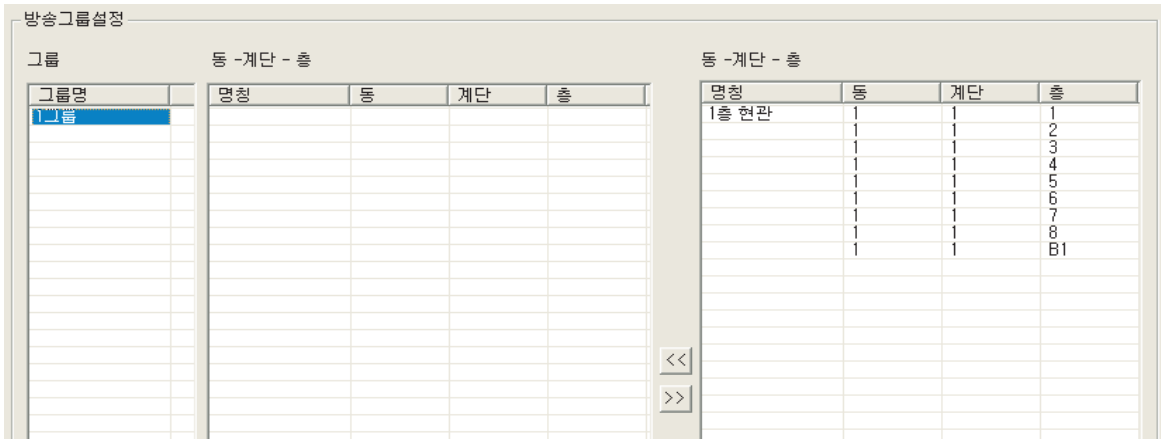 방송그룹설정
그룹 동 -계단 - 층 동 -계단 - 층
그룹명 명칭 동 계단 층 명칭 동 계단 층
1그룹 1층 현관 1 1 1
1 1 2
1 1 3
1 1 4
1 1 5
1 1 6
1 1 7
1 1 8
1 1 B1
<<
>>